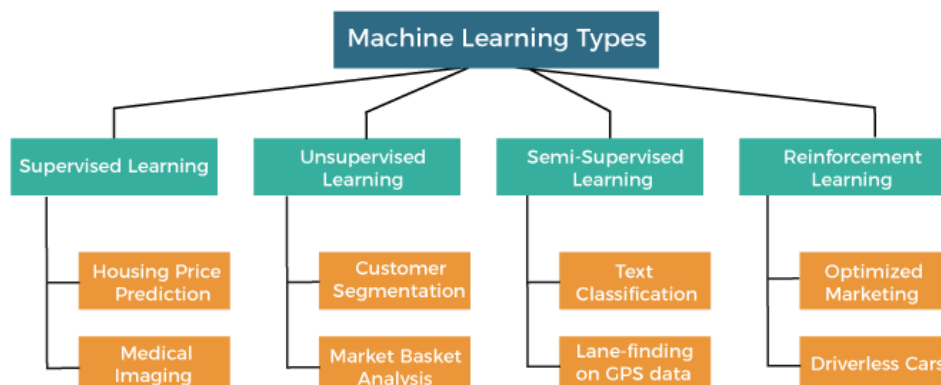 Machine Learning Types
Supervised Learning
Unsupervised
Learning
Semi-Supervised
Learning
Reinforcement
Learning
Housing Price
Prediction
Customer
Segmentation
Text
Classification
Optimized
Marketing
Medical
Imaging
Market Basket
Analysis
Lane-finding
on GPS data
Driverless Cars